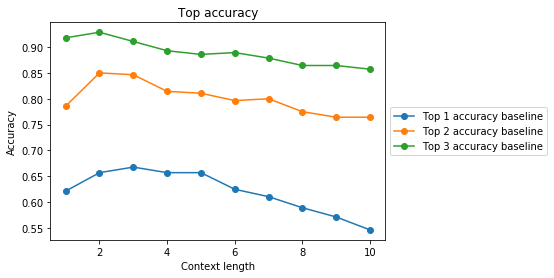 Top accuracy
Accuracy
0.90
0.85
0.80
0.75
0.70
0.65
0.60
0.55
2 4 6 8 10
Context length
Top 1 accuracy baseline
Top 2 accuracy baseline
Top 3 accuracy baseline